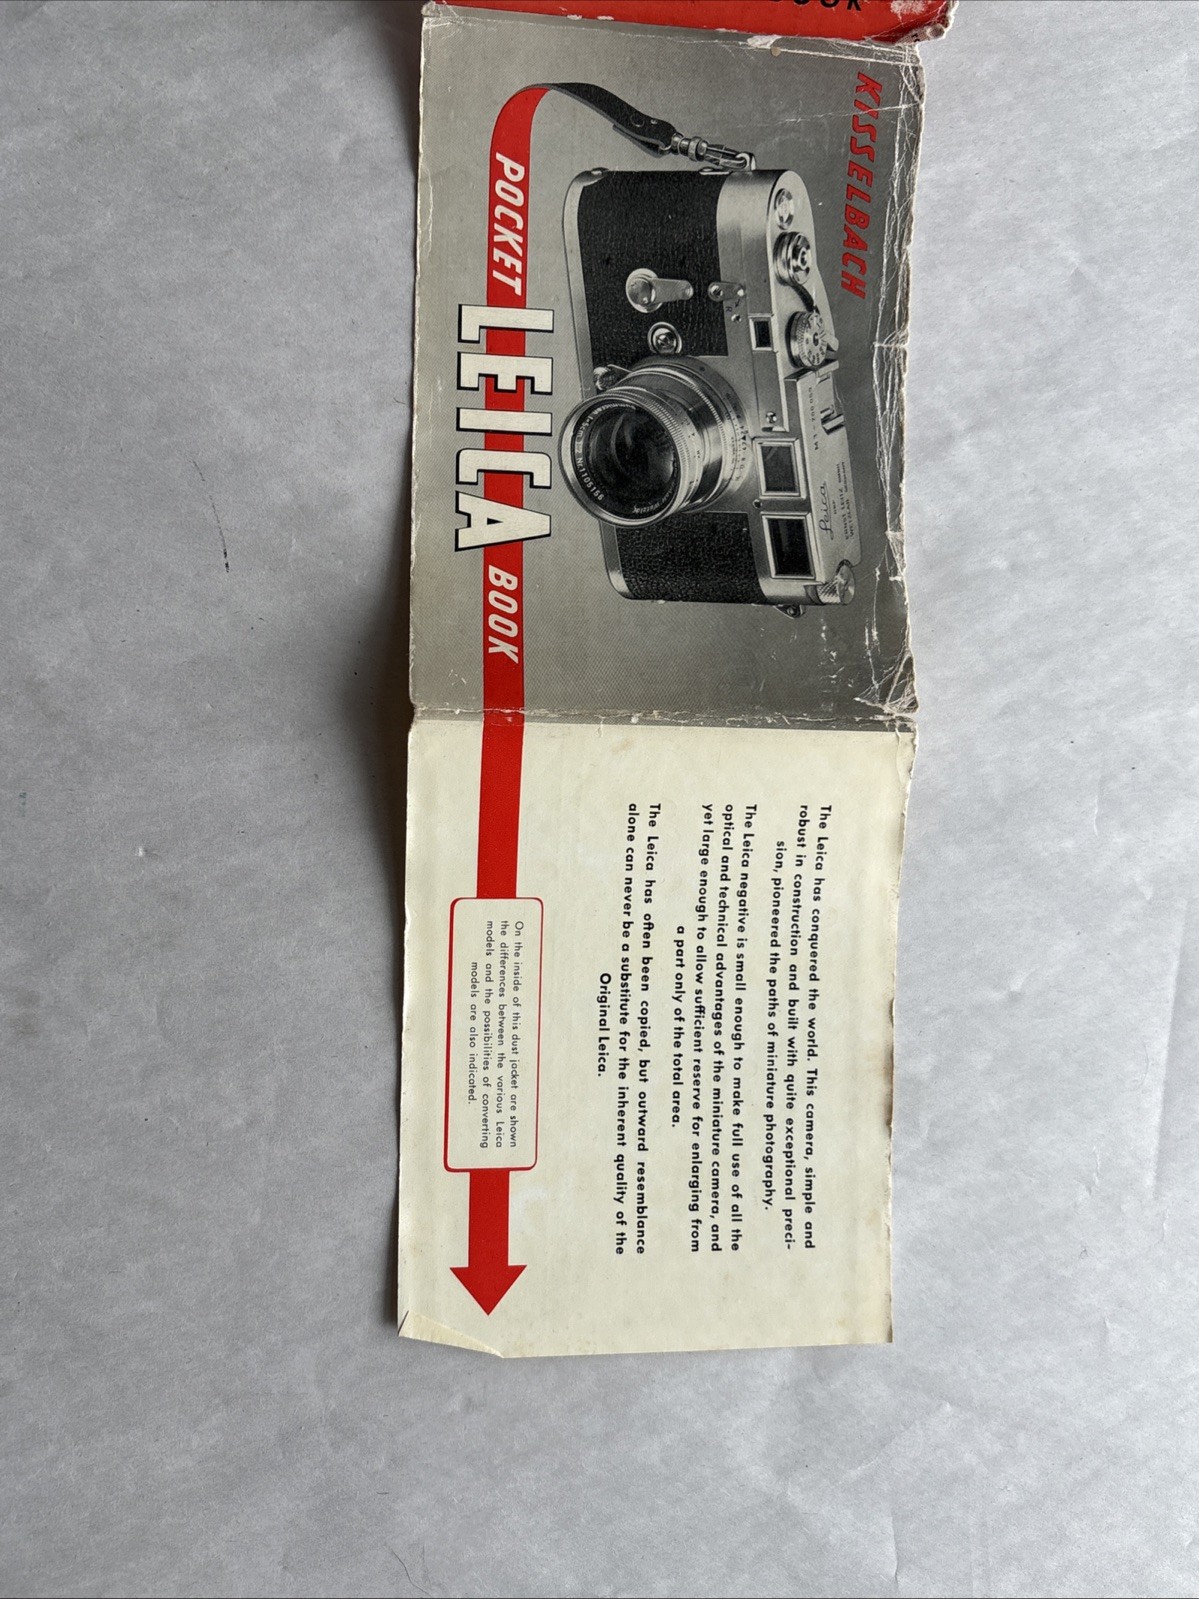 KISSELBACH
POCKET LEICA BOOK
Leica
The Leica has conquered the world. This camera, simple and
robust in construction and built with quite exceptional preci-
sion, pioneered the paths of miniature photography.
The Leica negative is small enough to make full use of all the
optical and technical advantages of the miniature camera, and
yet large enough to allow sufficient reserve for enlarging from
a part only of the total area.
The Leica has often been copied, but outward resemblance
alone can never be a substitute for the inherent quality of the
Original Leica.
On the inside of this dust jacket are shown
the differences between the various Leica
models and the possibilities of converting
models are also indicated.